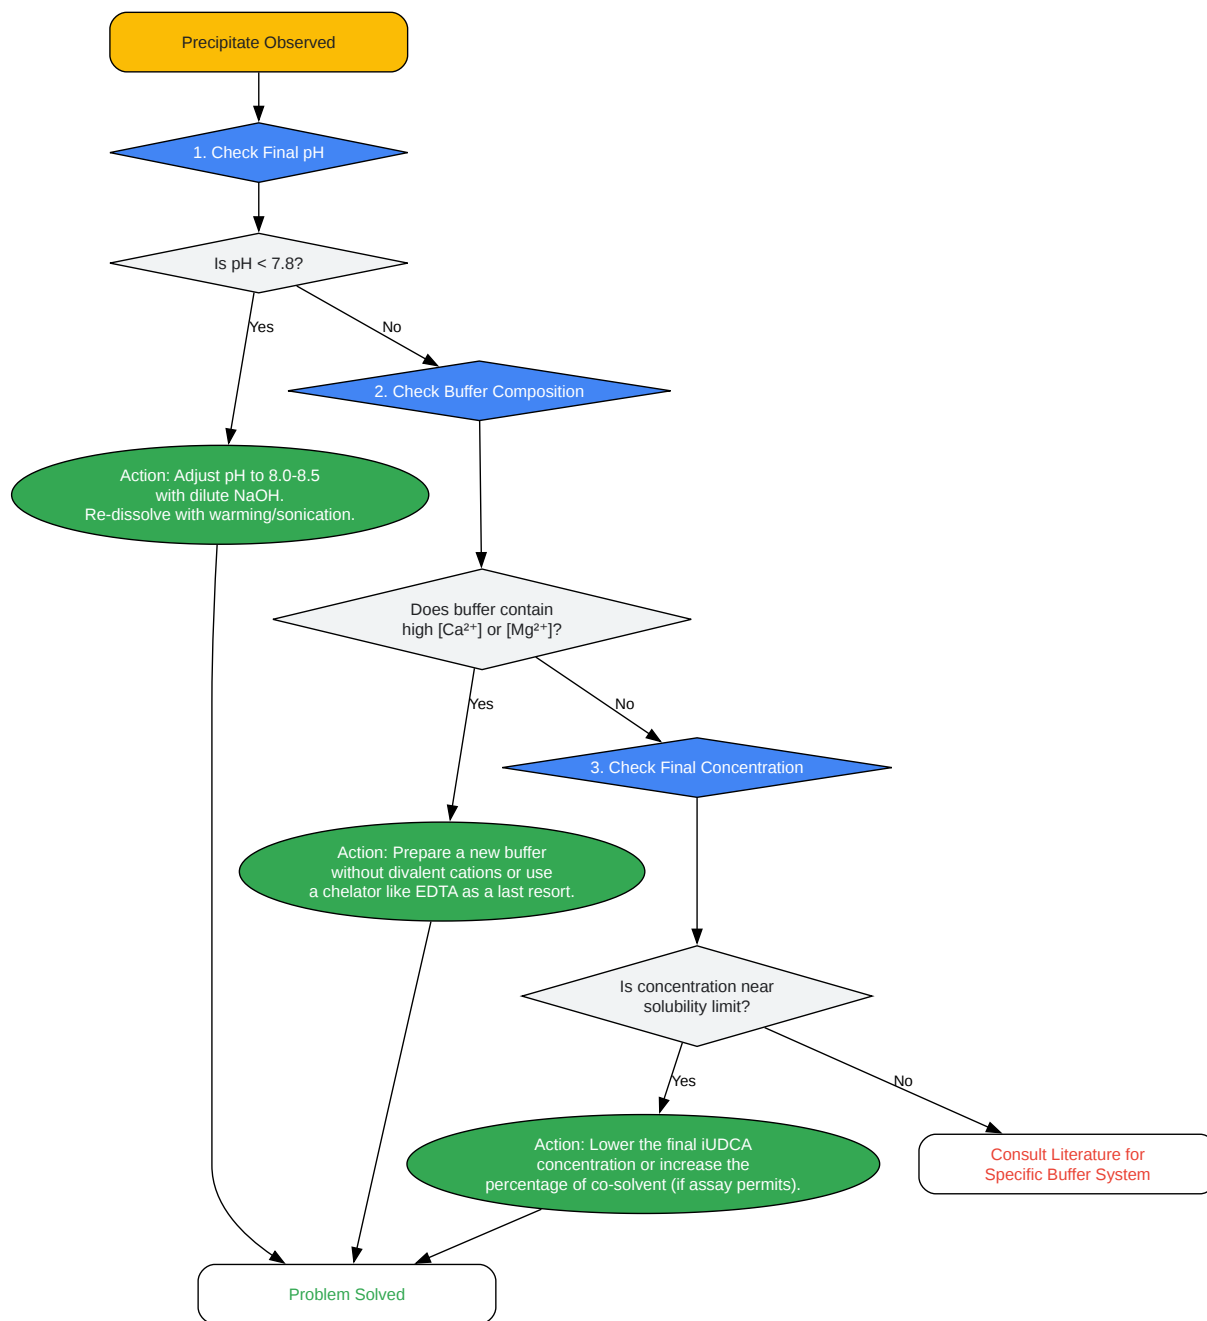 Precipitate Observed
1. Check Final pH
Is pH < 7.8?
Yes
No
2. Check Buffer Composition
Action: Adjust pH to 8.0-8.5
with dilute NaOH.
Re-dissolve with warming/sonication.
Does buffer contain
high [Ca²⁺] or [Mg²⁺]?
Yes
No
3. Check Final Concentration
Action: Prepare a new buffer
without divalent cations or use
a chelator like EDTA as a last resort.
Is concentration near
solubility limit?
Yes
No
Action: Lower the final iUDCA
concentration or increase the
percentage of co-solvent (if assay permits).
Consult Literature for
Specific Buffer System
Problem Solved